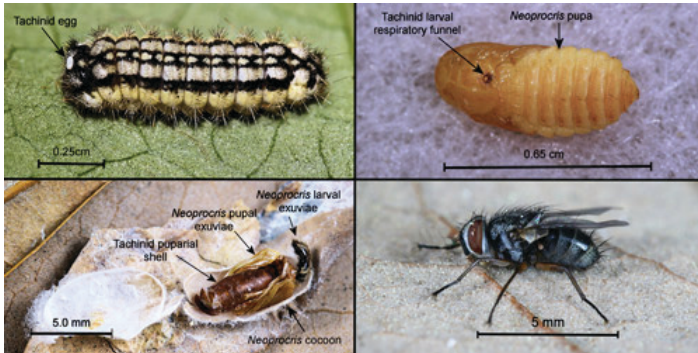 Tachinid egg
0.25cm
Tachinid larval
respiratory funnel
Neoprocris pupa
0.65 cm
Neoprocris larval
exuviae
Neoprocris pupal
exuviae
Tachinid puparial
shell
5.0 mm
Neoprocris cocoon
5 mm